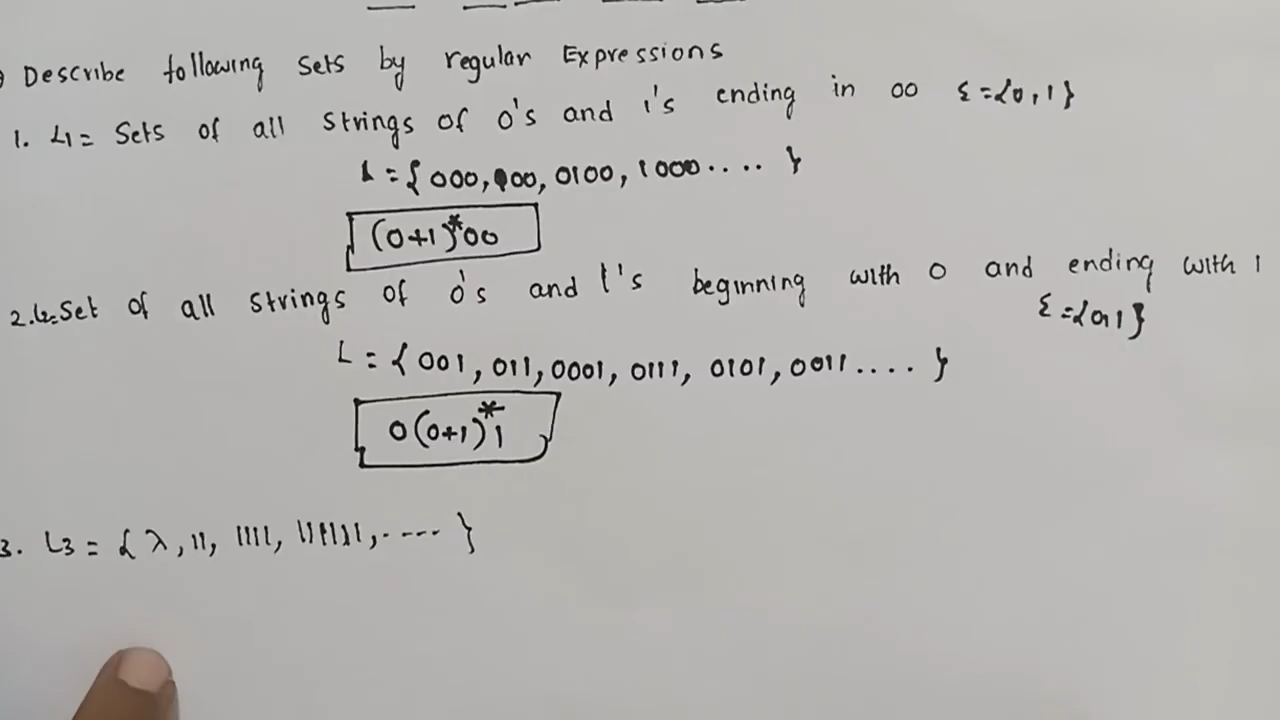 Describe following sets by regular Expressions
1. L1= Sets of all strings of 0's and 1's ending in 00 Σ={0,1}
L={000,100,0100,1000....}
(0+1)*00
2.L2=Set of all strings of 0's and 1's beginning with 0 and ending with 1
Σ={0,1}
L={001,011,0001,0111,0101,0011....}
0(0+1)*1
3. L3={λ,11,1111,111111,.----}